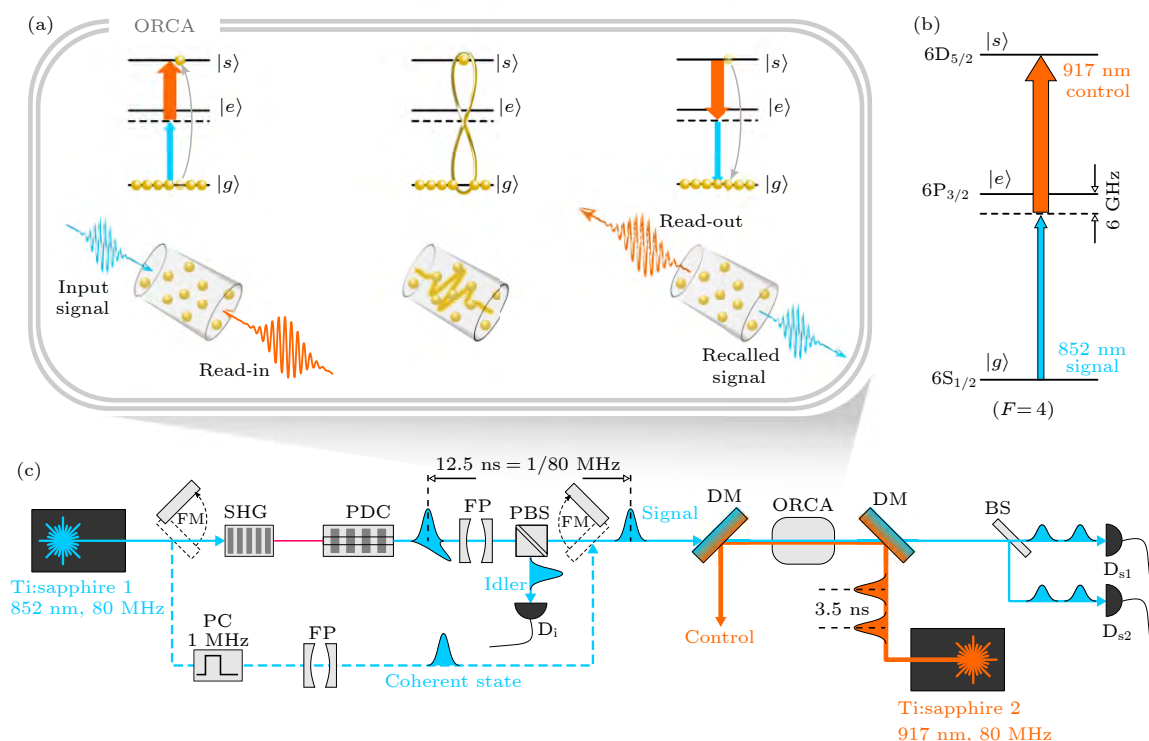 (a)
ORCA
|s⟩
|e⟩
|g⟩
|s⟩
|e⟩
|g⟩
|s⟩
|e⟩
|g⟩
Input
signal
Read-in
Read-out
Recalled
signal
(b)
|s⟩
6D5/2
917 nm
control
|e⟩
6P3/2
6 GHz
|g⟩
852 nm
signal
6S1/2
(F=4)
(c)
12.5 ns = 1/80 MHz
FM
SHG
PDC
FP
PBS
FM
Signal
DM
ORCA
DM
BS
Ti:sapphire 1
852 nm, 80 MHz
Idler
Di
Ds1
Ds2
PC
1 MHz
FP
Coherent state
Control
3.5 ns
Ti:sapphire 2
917 nm, 80 MHz